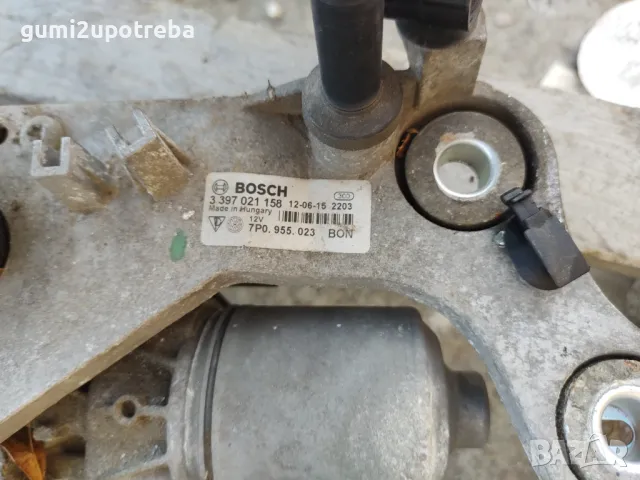 gumi2upotreba
BOSCH
3 397 021 158 12-06-15 2203
Made in Hungary
12V
7P0.955.023 BON
BAZAR